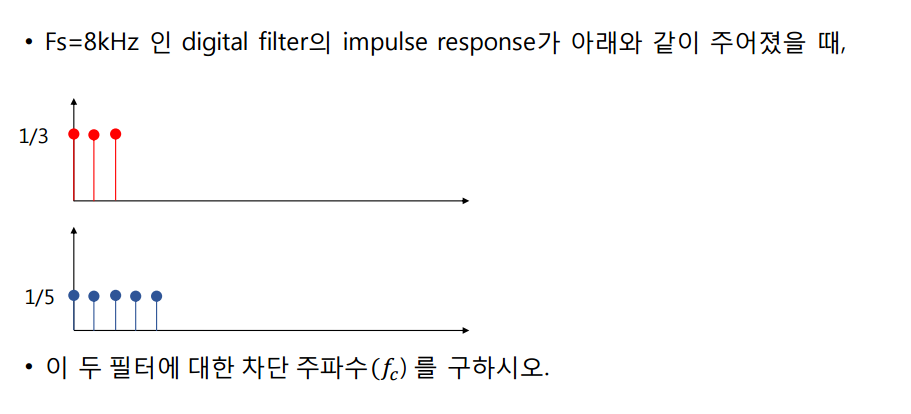 • Fs=8kHz 인 digital filter의 impulse response가 아래와 같이 주어졌을 때,
1/3
1/5
• 이 두 필터에 대한 차단 주파수(f_c) 를 구하시오.